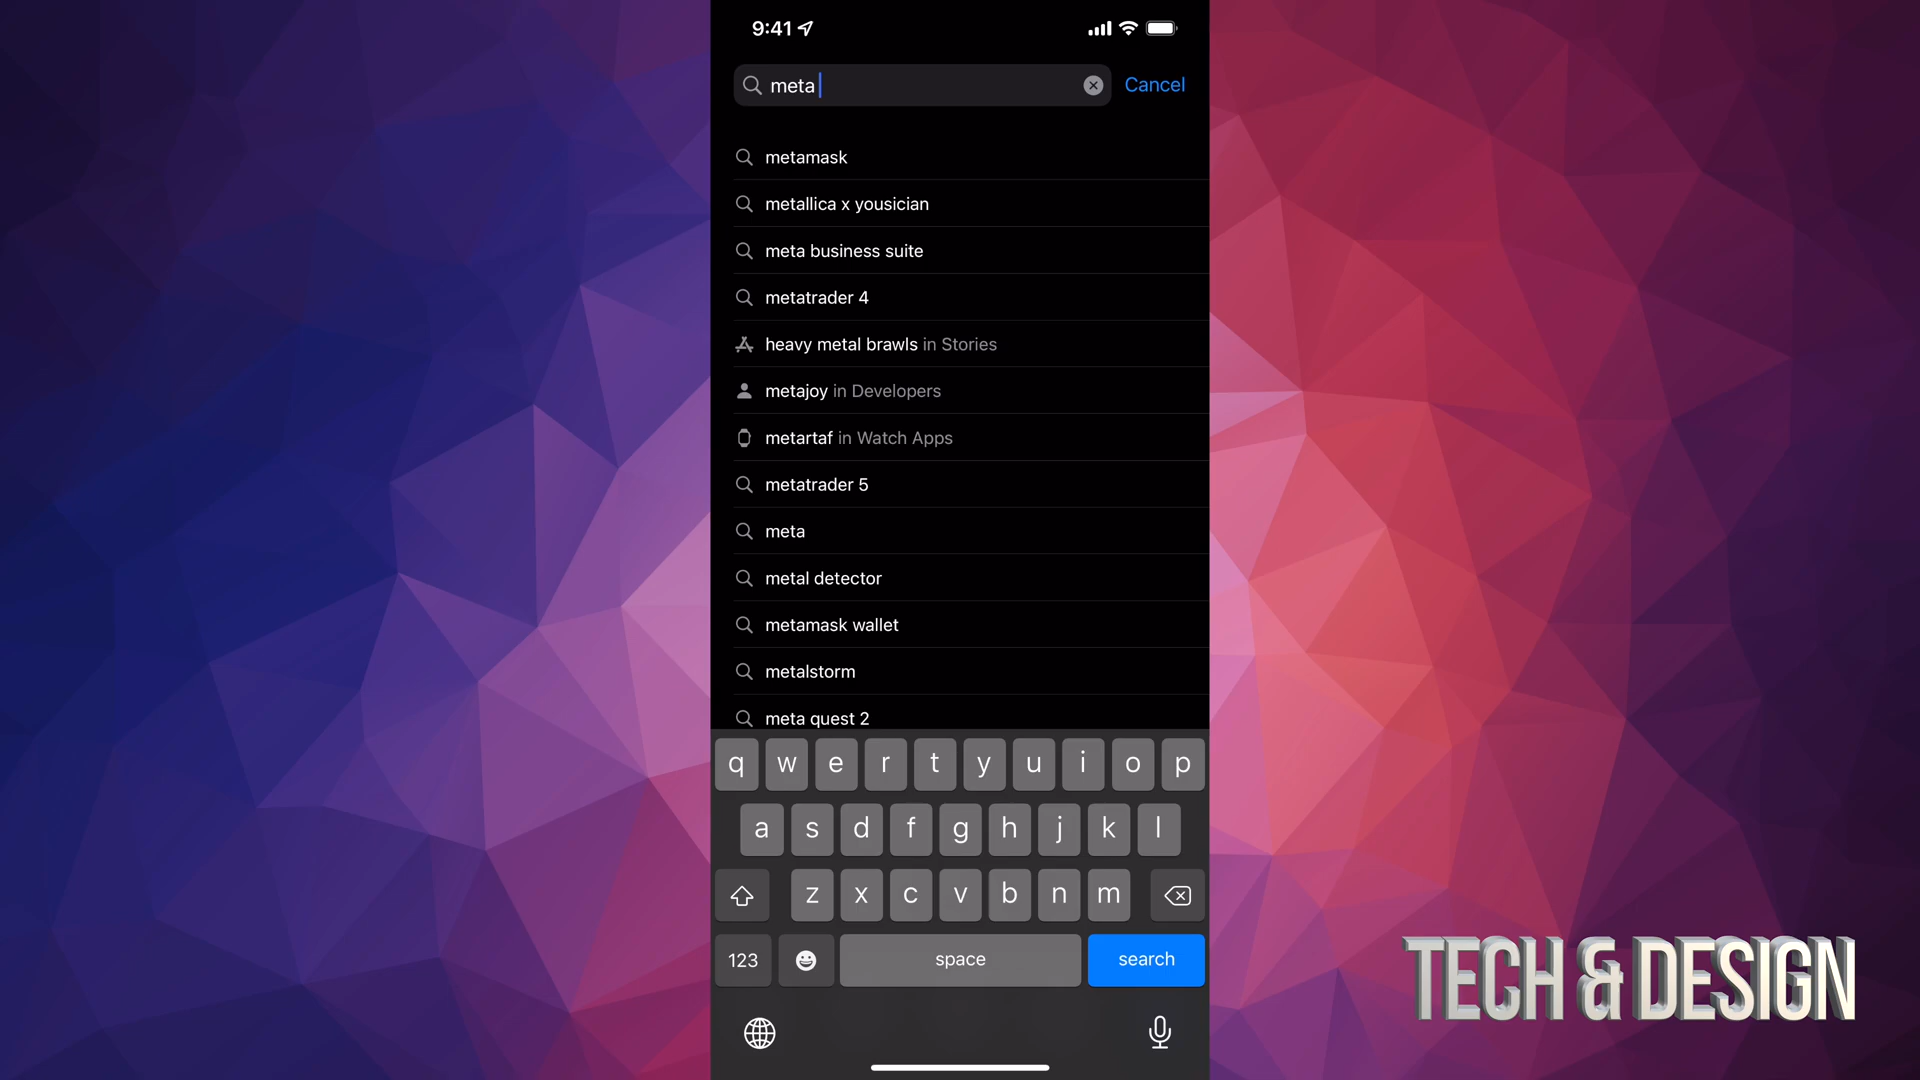 9:41
meta
Cancel
metamask
metallica x yousician
meta business suite
metatrader 4
heavy metal brawls in Stories
metajoy in Developers
metartaf in Watch Apps
metatrader 5
meta
metal detector
metamask wallet
metalstorm
meta quest 2
q w e r t y u i o p
a s d f g h j k l
z x c v b n m
123 space search
TECH & DESIGN